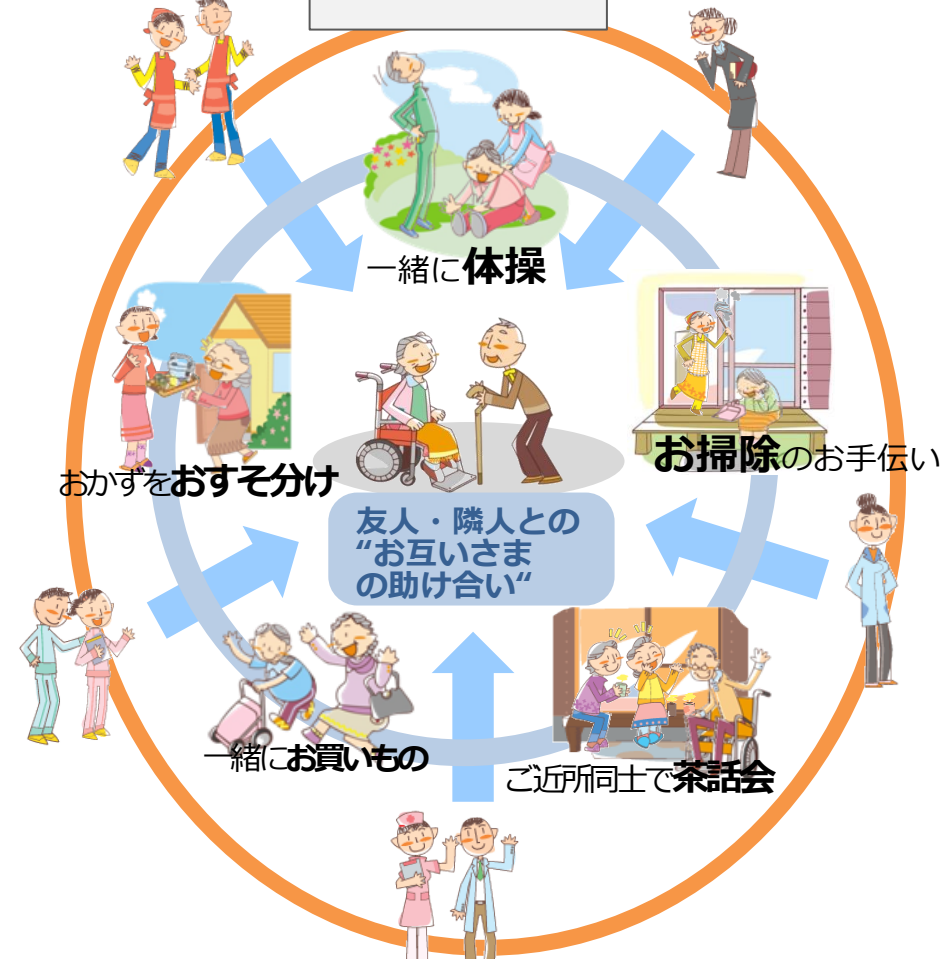 一緒に体操
おかずをおすそ分け
お掃除のお手伝い
友人・隣人との
“お互いさま
の助け合い“
一緒にお買いもの
ご近所同士で茶話会